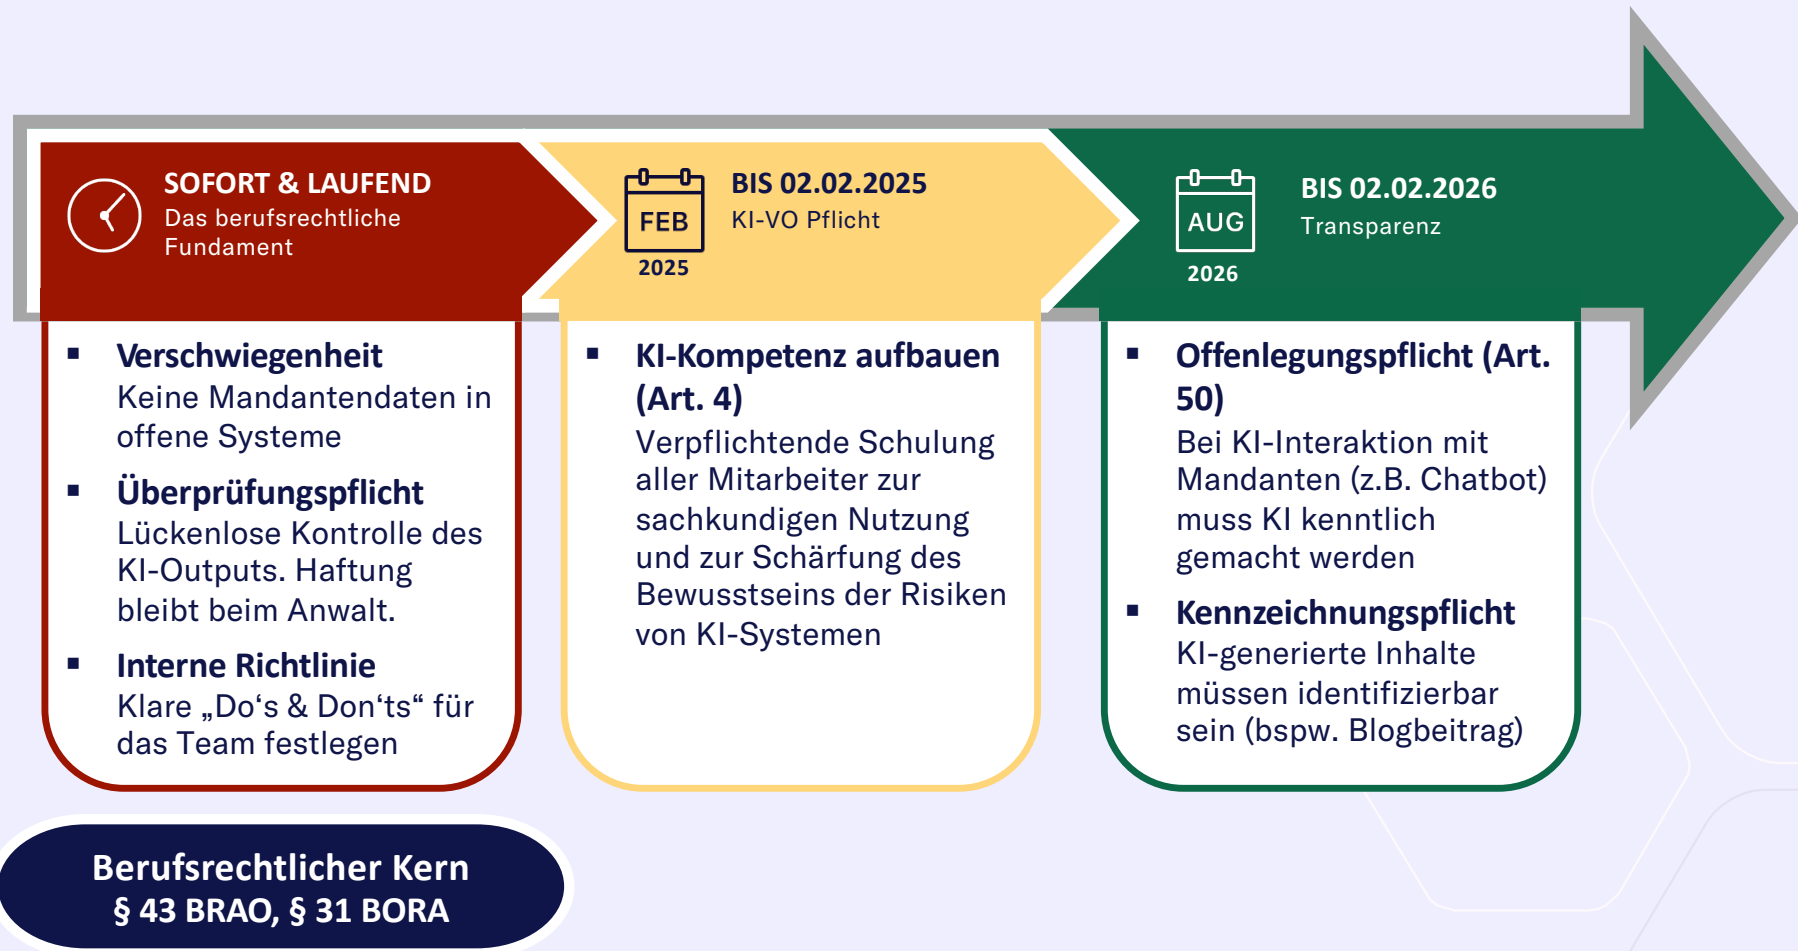 SOFORT & LAUFEND
Das berufsrechtliche
Fundament
FEB
2025
BIS 02.02.2025
KI-VO Pflicht
AUG
2026
BIS 02.02.2026
Transparenz
▪ Verschwiegenheit
Keine Mandantendaten in
offene Systeme
▪ Überprüfungspflicht
Lückenlose Kontrolle des
KI-Outputs. Haftung
bleibt beim Anwalt.
▪ Interne Richtlinie
Klare „Do‘s & Don‘ts“ für
das Team festlegen
▪ KI-Kompetenz aufbauen
(Art. 4)
Verpflichtende Schulung
aller Mitarbeiter zur
sachkundigen Nutzung
und zur Schärfung des
Bewusstseins der Risiken
von KI-Systemen
▪ Offenlegungspflicht (Art.
50)
Bei KI-Interaktion mit
Mandanten (z.B. Chatbot)
muss KI kenntlich
gemacht werden
▪ Kennzeichnungspflicht
KI-generierte Inhalte
müssen identifizierbar
sein (bspw. Blogbeitrag)
Berufsrechtlicher Kern
§ 43 BRAO, § 31 BORA